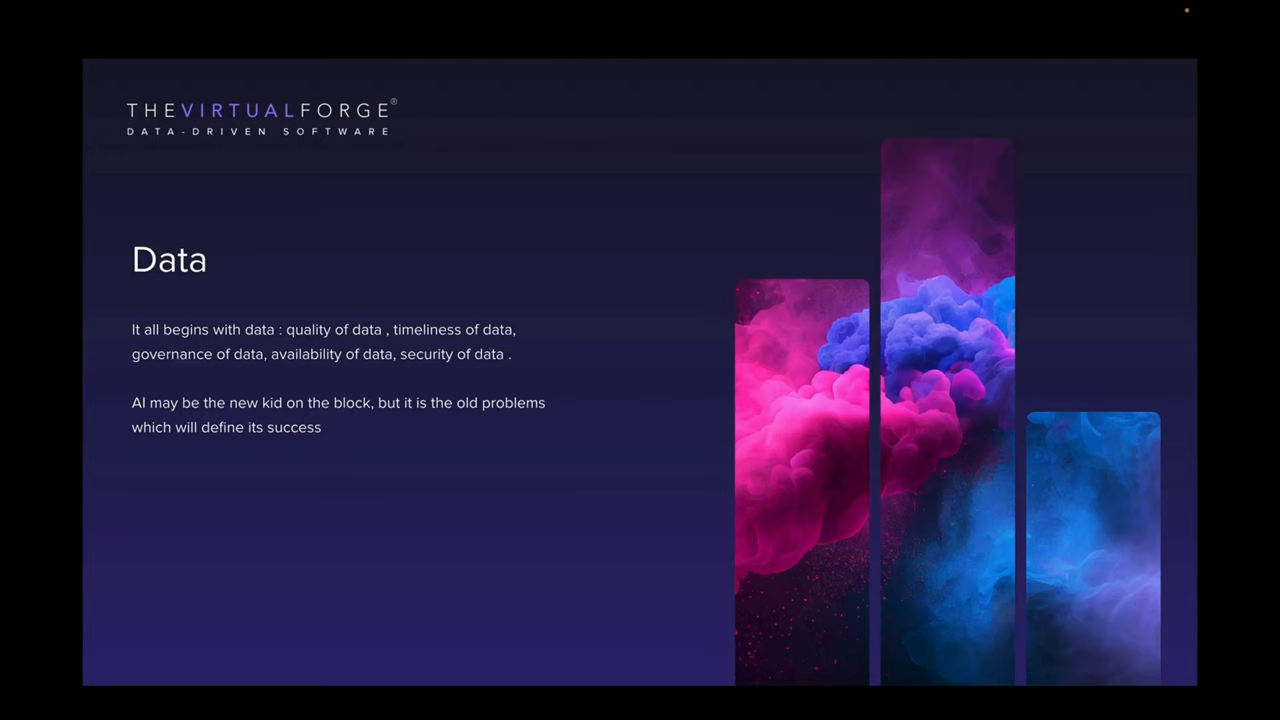 THEVIRTUALFORGE®
DATA-DRIVEN SOFTWARE
Data
It all begins with data : quality of data , timeliness of data,
governance of data, availability of data, security of data .
AI may be the new kid on the block, but it is the old problems
which will define its success